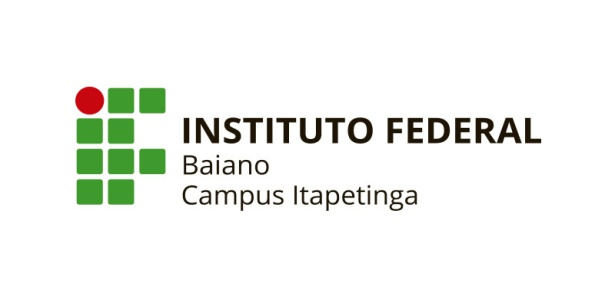 INSTITUTO FEDERAL
Baiano
Campus Itapetinga